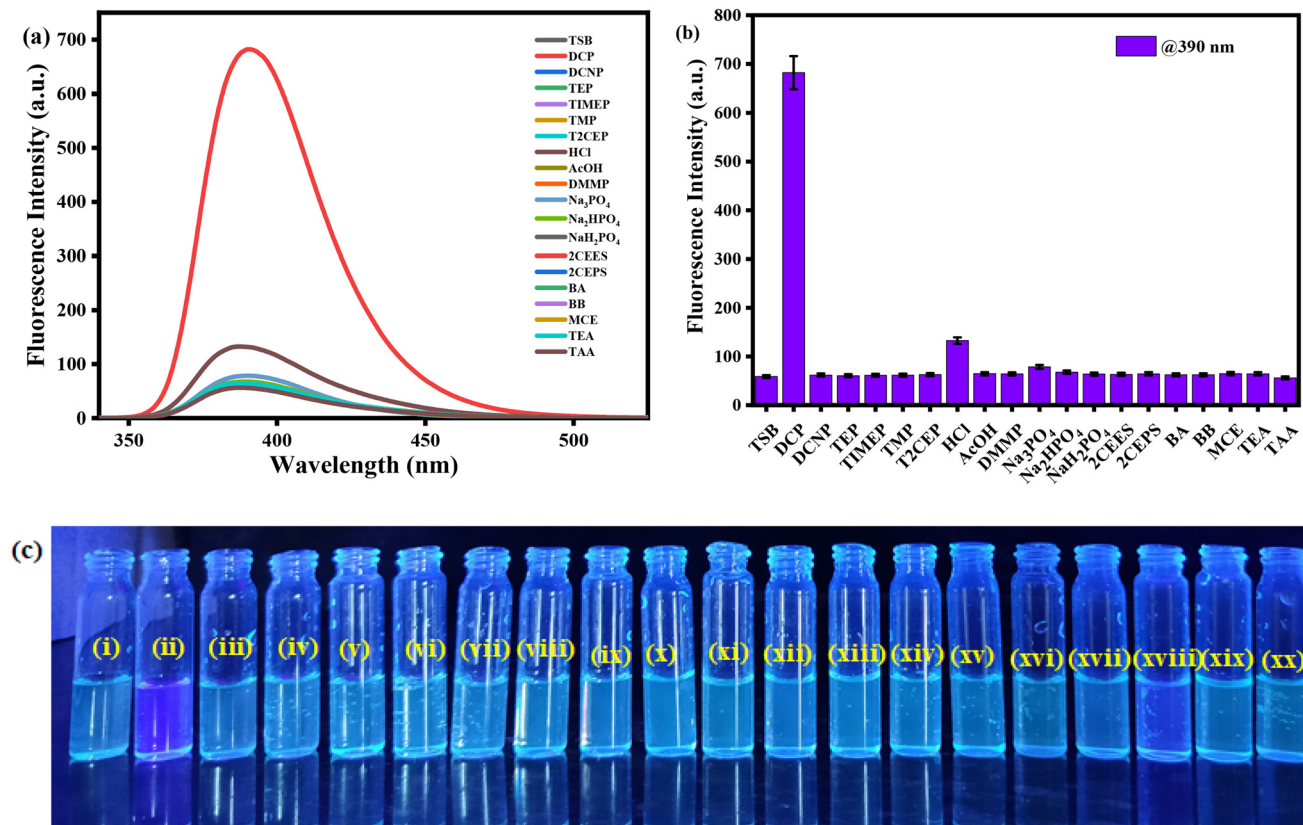 (a)
700
600
500
400
300
200
100
0
350
400
450
500
Wavelength (nm)
Fluorescence Intensity (a.u.)
TSB
DCP
DCNP
TEP
TIMEP
TMP
T2CEP
HCl
AcOH
DMMP
Na₃PO₄
Na₂HPO₄
NaH₂PO₄
2CEES
2CEPS
BA
BB
MCE
TEA
TAA
(b)
@390 nm
800
700
600
500
400
300
200
100
0
Fluorescence Intensity (a.u.)
TSB
DCP
DCNP
TEP
TIMEP
TMP
T2CEP
HCl
AcOH
DMMP
Na₃PO₄
Na₂HPO₄
NaH₂PO₄
2CEES
2CEPS
BA
BB
MCE
TEA
TAA
(c)
(i) (ii) (iii) (iv) (v) (vi) (vii) (viii) (ix) (x) (xi) (xii) (xiii) (xiv) (xv) (xvi) (xvii) (xviii) (xix) (xx)